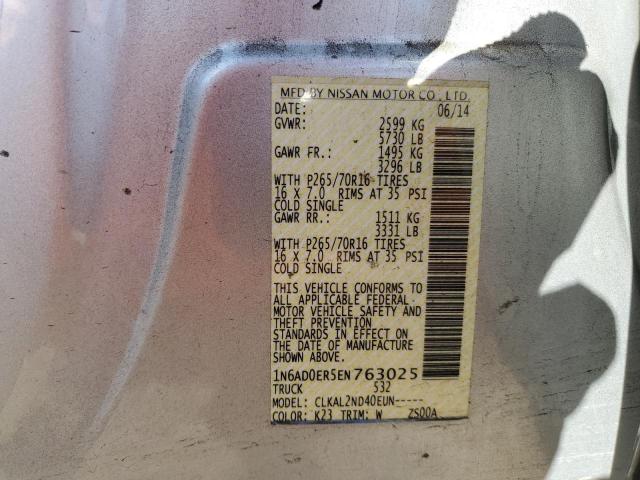 MFD BY NISSAN MOTOR CO., LTD.
DATE: 06/14
GVWR: 2599 KG
5730 LB
GAWR FR.: 1495 KG
3296 LB
WITH P265/70R16 TIRES
16 X 7.0 RIMS AT 35 PSI
COLD SINGLE
GAWR RR.: 1511 KG
3331 LB
WITH P265/70R16 TIRES
16 X 7.0 RIMS AT 35 PSI
COLD SINGLE
THIS VEHICLE CONFORMS TO
ALL APPLICABLE FEDERAL
MOTOR VEHICLE SAFETY AND
THEFT PREVENTION
STANDARDS IN EFFECT ON
THE DATE OF MANUFACTURE
SHOWN ABOVE.
1N6AD0ER5EN763025
TRUCK 532
MODEL: CLKAL2ND40EUN-----
COLOR: K23 TRIM: W ZS00A